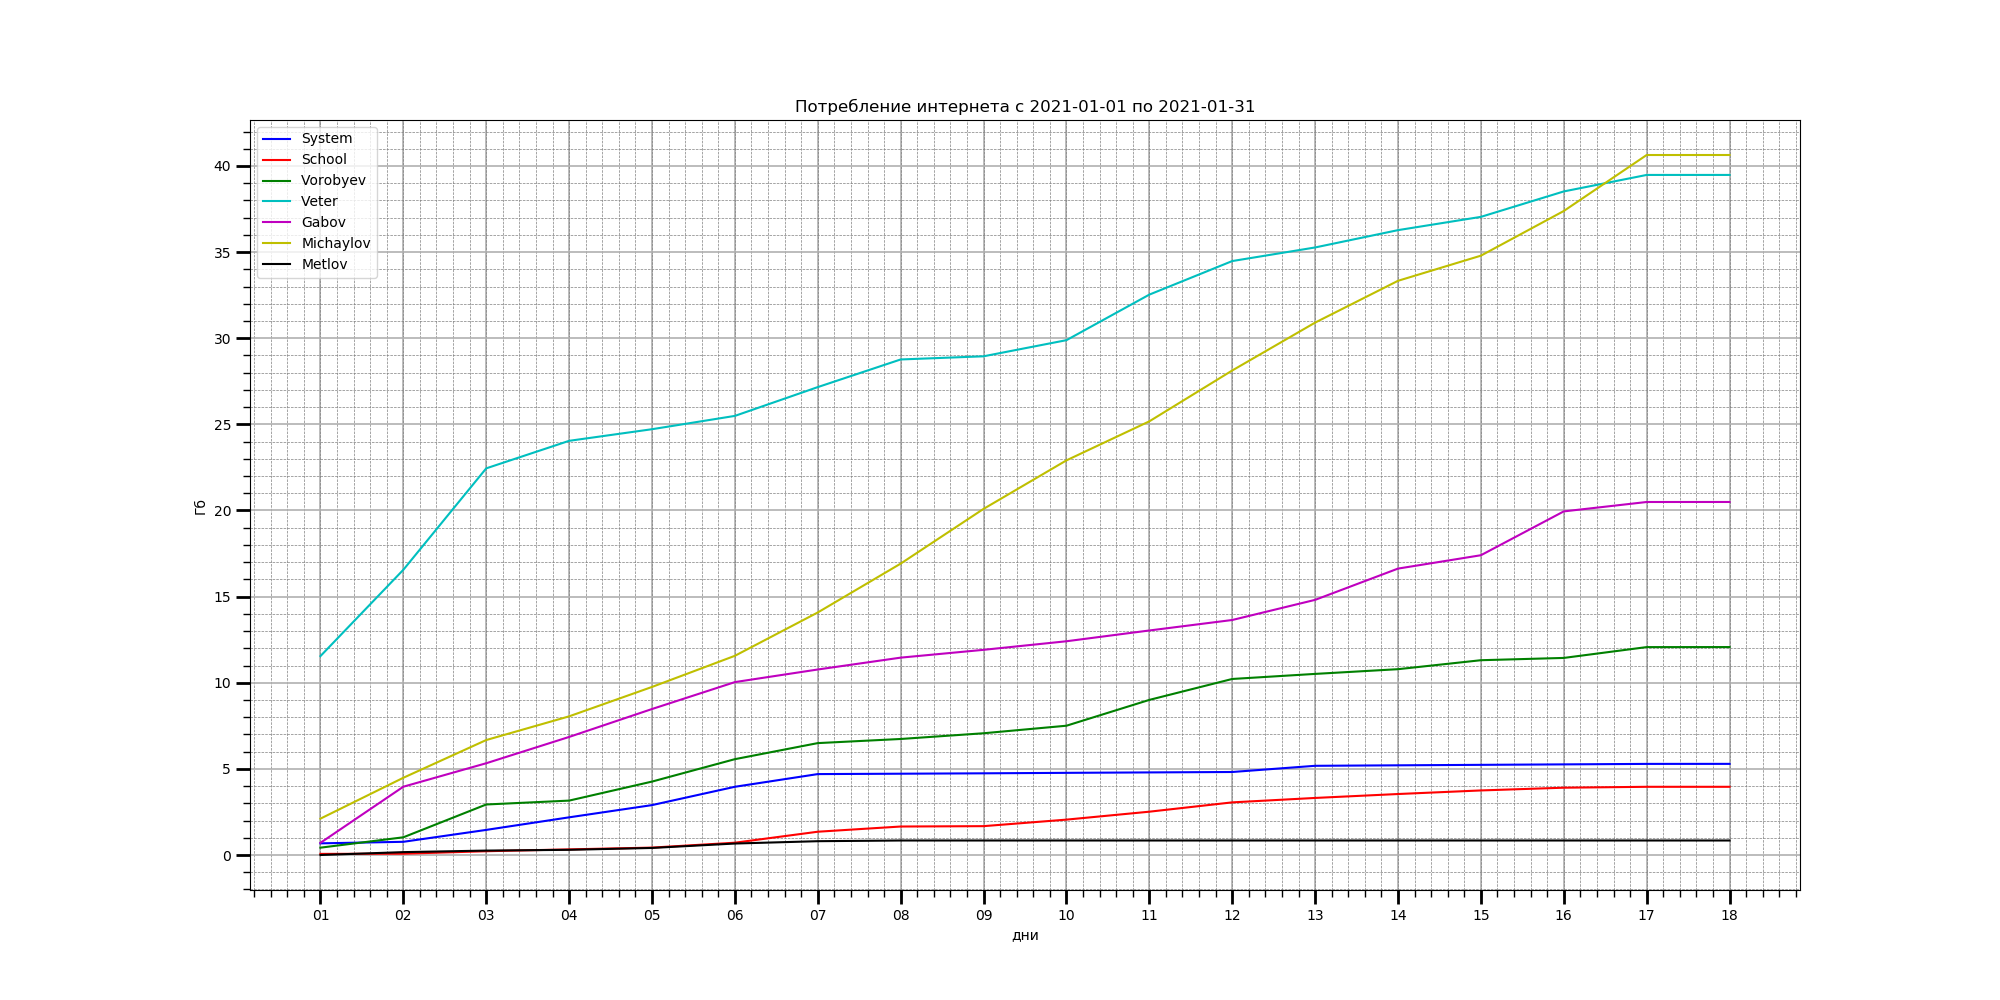 Потребление интернета с 2021-01-01 по 2021-01-31
System
School
Vorobyev
Veter
Gabov
Michaylov
Metlov
40
35
30
25
20
15
10
5
0
Гб
01 02 03 04 05 06 07 08 09 10 11 12 13 14 15 16 17 18
дни